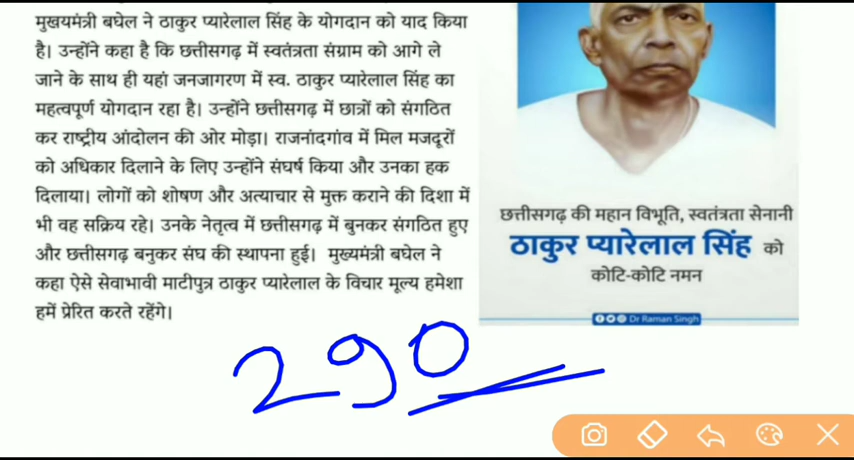 मुखयमंत्री बघेल ने ठाकुर प्यारेलाल सिंह के योगदान को याद किया
है। उन्होंने कहा है कि छत्तीसगढ़ में स्वतंत्रता संग्राम को आगे ले
जाने के साथ ही यहां जनजागरण में स्व. ठाकुर प्यारेलाल सिंह का
महत्वपूर्ण योगदान रहा है। उन्होंने छत्तीसगढ़ में छात्रों को संगठित
कर राष्ट्रीय आंदोलन की ओर मोड़ा। राजनांदगांव में मिल मजदूरों
को अधिकार दिलाने के लिए उन्होंने संघर्ष किया और उनका हक
दिलाया। लोगों को शोषण और अत्याचार से मुक्त कराने की दिशा में
भी वह सक्रिय रहे। उनके नेतृत्व में छत्तीसगढ़ में बुनकर संगठित हुए
और छत्तीसगढ़ बनुकर संघ की स्थापना हुई। मुख्यमंत्री बघेल ने
कहा ऐसे सेवाभावी माटीपुत्र ठाकुर प्यारेलाल के विचार मूल्य हमेशा
हमें प्रेरित करते रहेंगे।
छत्तीसगढ़ की महान विभूति, स्वतंत्रता सेनानी
ठाकुर प्यारेलाल सिंह को
कोटि-कोटि नमन
Dr Raman Singh
290